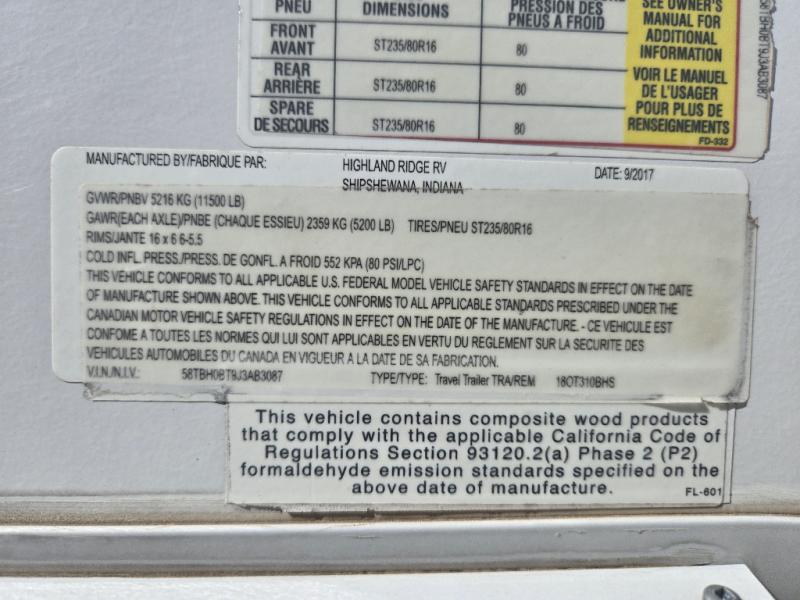 PNEU DIMENSIONS PRESSION DES PNEUS A FROID
SEE OWNER'S
MANUAL FOR
ADDITIONAL
INFORMATION
FRONT
AVANT ST235/80R16 80
REAR
ARRIÈRE ST235/80R16 80
SPARE
DE SECOURS ST235/80R16 80
VOIR LE MANUEL
DE L'USAGER
POUR PLUS DE
RENSEIGNEMENTS
FD-332
58TBH0BT9J3AB3087
MANUFACTURED BY/FABRIQUE PAR: HIGHLAND RIDGE RV DATE: 9/2017
SHIPSHEWANA, INDIANA
GVWR/PNBV 5216 KG (11500 LB)
GAWR(EACH AXLE)/PNBE (CHAQUE ESSIEU) 2359 KG (5200 LB) TIRES/PNEU ST235/80R16
RIMS/JANTE 16 x 6 6-5.5
COLD INFL. PRESS./PRESS. DE GONFL. A FROID 552 KPA (80 PSI/LPC)
THIS VEHICLE CONFORMS TO ALL APPLICABLE U.S. FEDERAL MODEL VEHICLE SAFETY STANDARDS IN EFFECT ON THE DATE
OF MANUFACTURE SHOWN ABOVE. THIS VEHICLE CONFORMS TO ALL APPLICABLE STANDARDS PRESCRIBED UNDER THE
CANADIAN MOTOR VEHICLE SAFETY REGULATIONS IN EFFECT ON THE DATE OF THE MANUFACTURE. - CE VEHICULE EST
CONFOME A TOUTES LES NORMES QUI LUI SONT APPLICABLES EN VERTU DU REGLEMENT SUR LA SECURITE DES
VEHICULES AUTOMOBILES DU CANADA EN VIGUEUR A LA DATE DE SA FABRICATION.
V.I.N./N.I.V. 58TBH0BT9J3AB3087 TYPE/TYPE: Travel Trailer TRA/REM 18OT310BHS
This vehicle contains composite wood products
that comply with the applicable California Code of
Regulations Section 93120.2(a) Phase 2 (P2)
formaldehyde emission standards specified on the
above date of manufacture.
FL-601